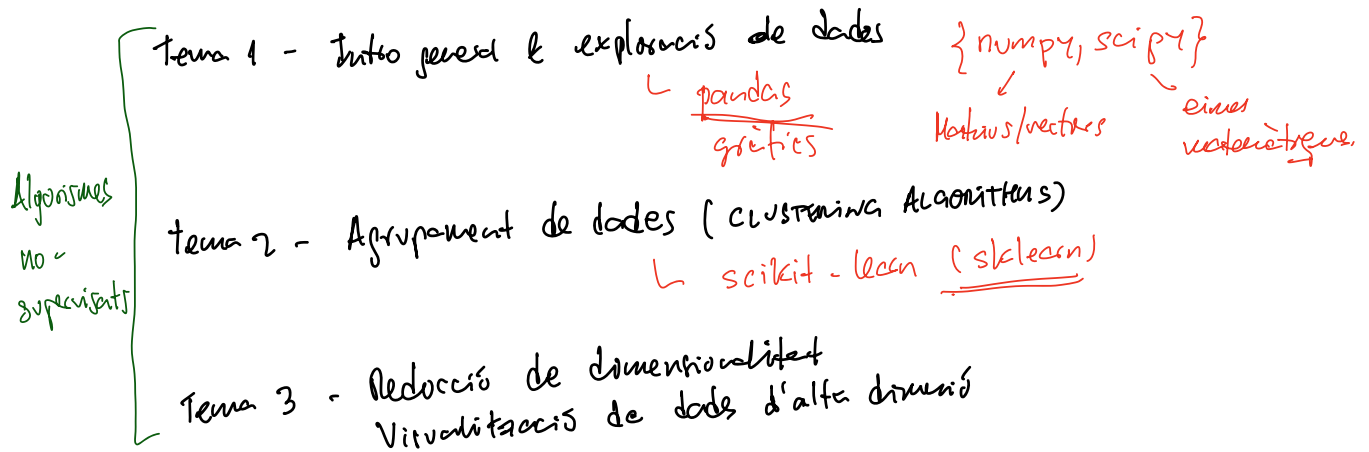 Tema 1 - Intro general & exploració de dades {numpy, scipy}
pandas
gràfics
Matrius/vectors
eines
matemàtiques.
Algorismes
no-
supervisats
tema 2 - Agrupament de dades (CLUSTERING ALGORITHMS)
scikit-learn (sklearn)
Tema 3 - Reducció de dimensionalitat
Visualització de dades d'alta dimensió